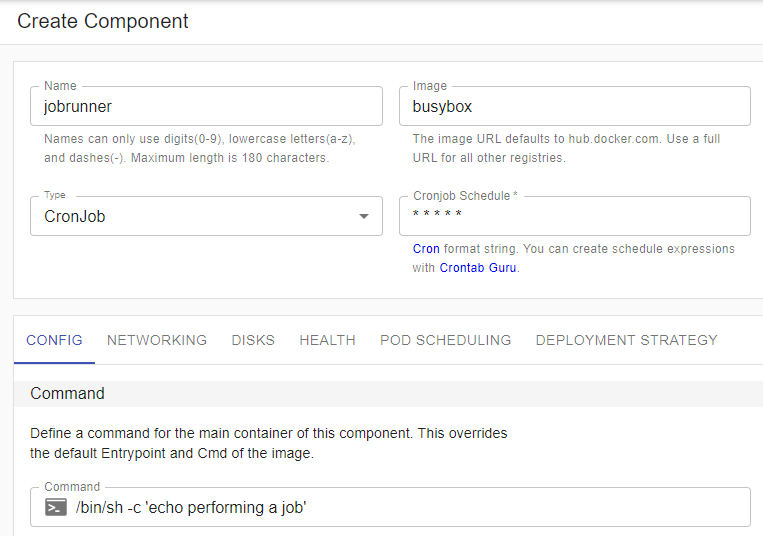 Create Component
Name
jobrunner
Names can only use digits(0-9), lowercase letters(a-z),
and dashes(-). Maximum length is 180 characters.
Image
busybox
The image URL defaults to hub.docker.com. Use a full
URL for all other registries.
Type
CronJob
Cronjob Schedule *
* * * * *
Cron format string. You can create schedule expressions
with Crontab Guru.
CONFIG NETWORKING DISKS HEALTH POD SCHEDULING DEPLOYMENT STRATEGY
Command
Define a command for the main container of this component. This overrides
the default Entrypoint and Cmd of the image.
Command
>_ /bin/sh -c 'echo performing a job'